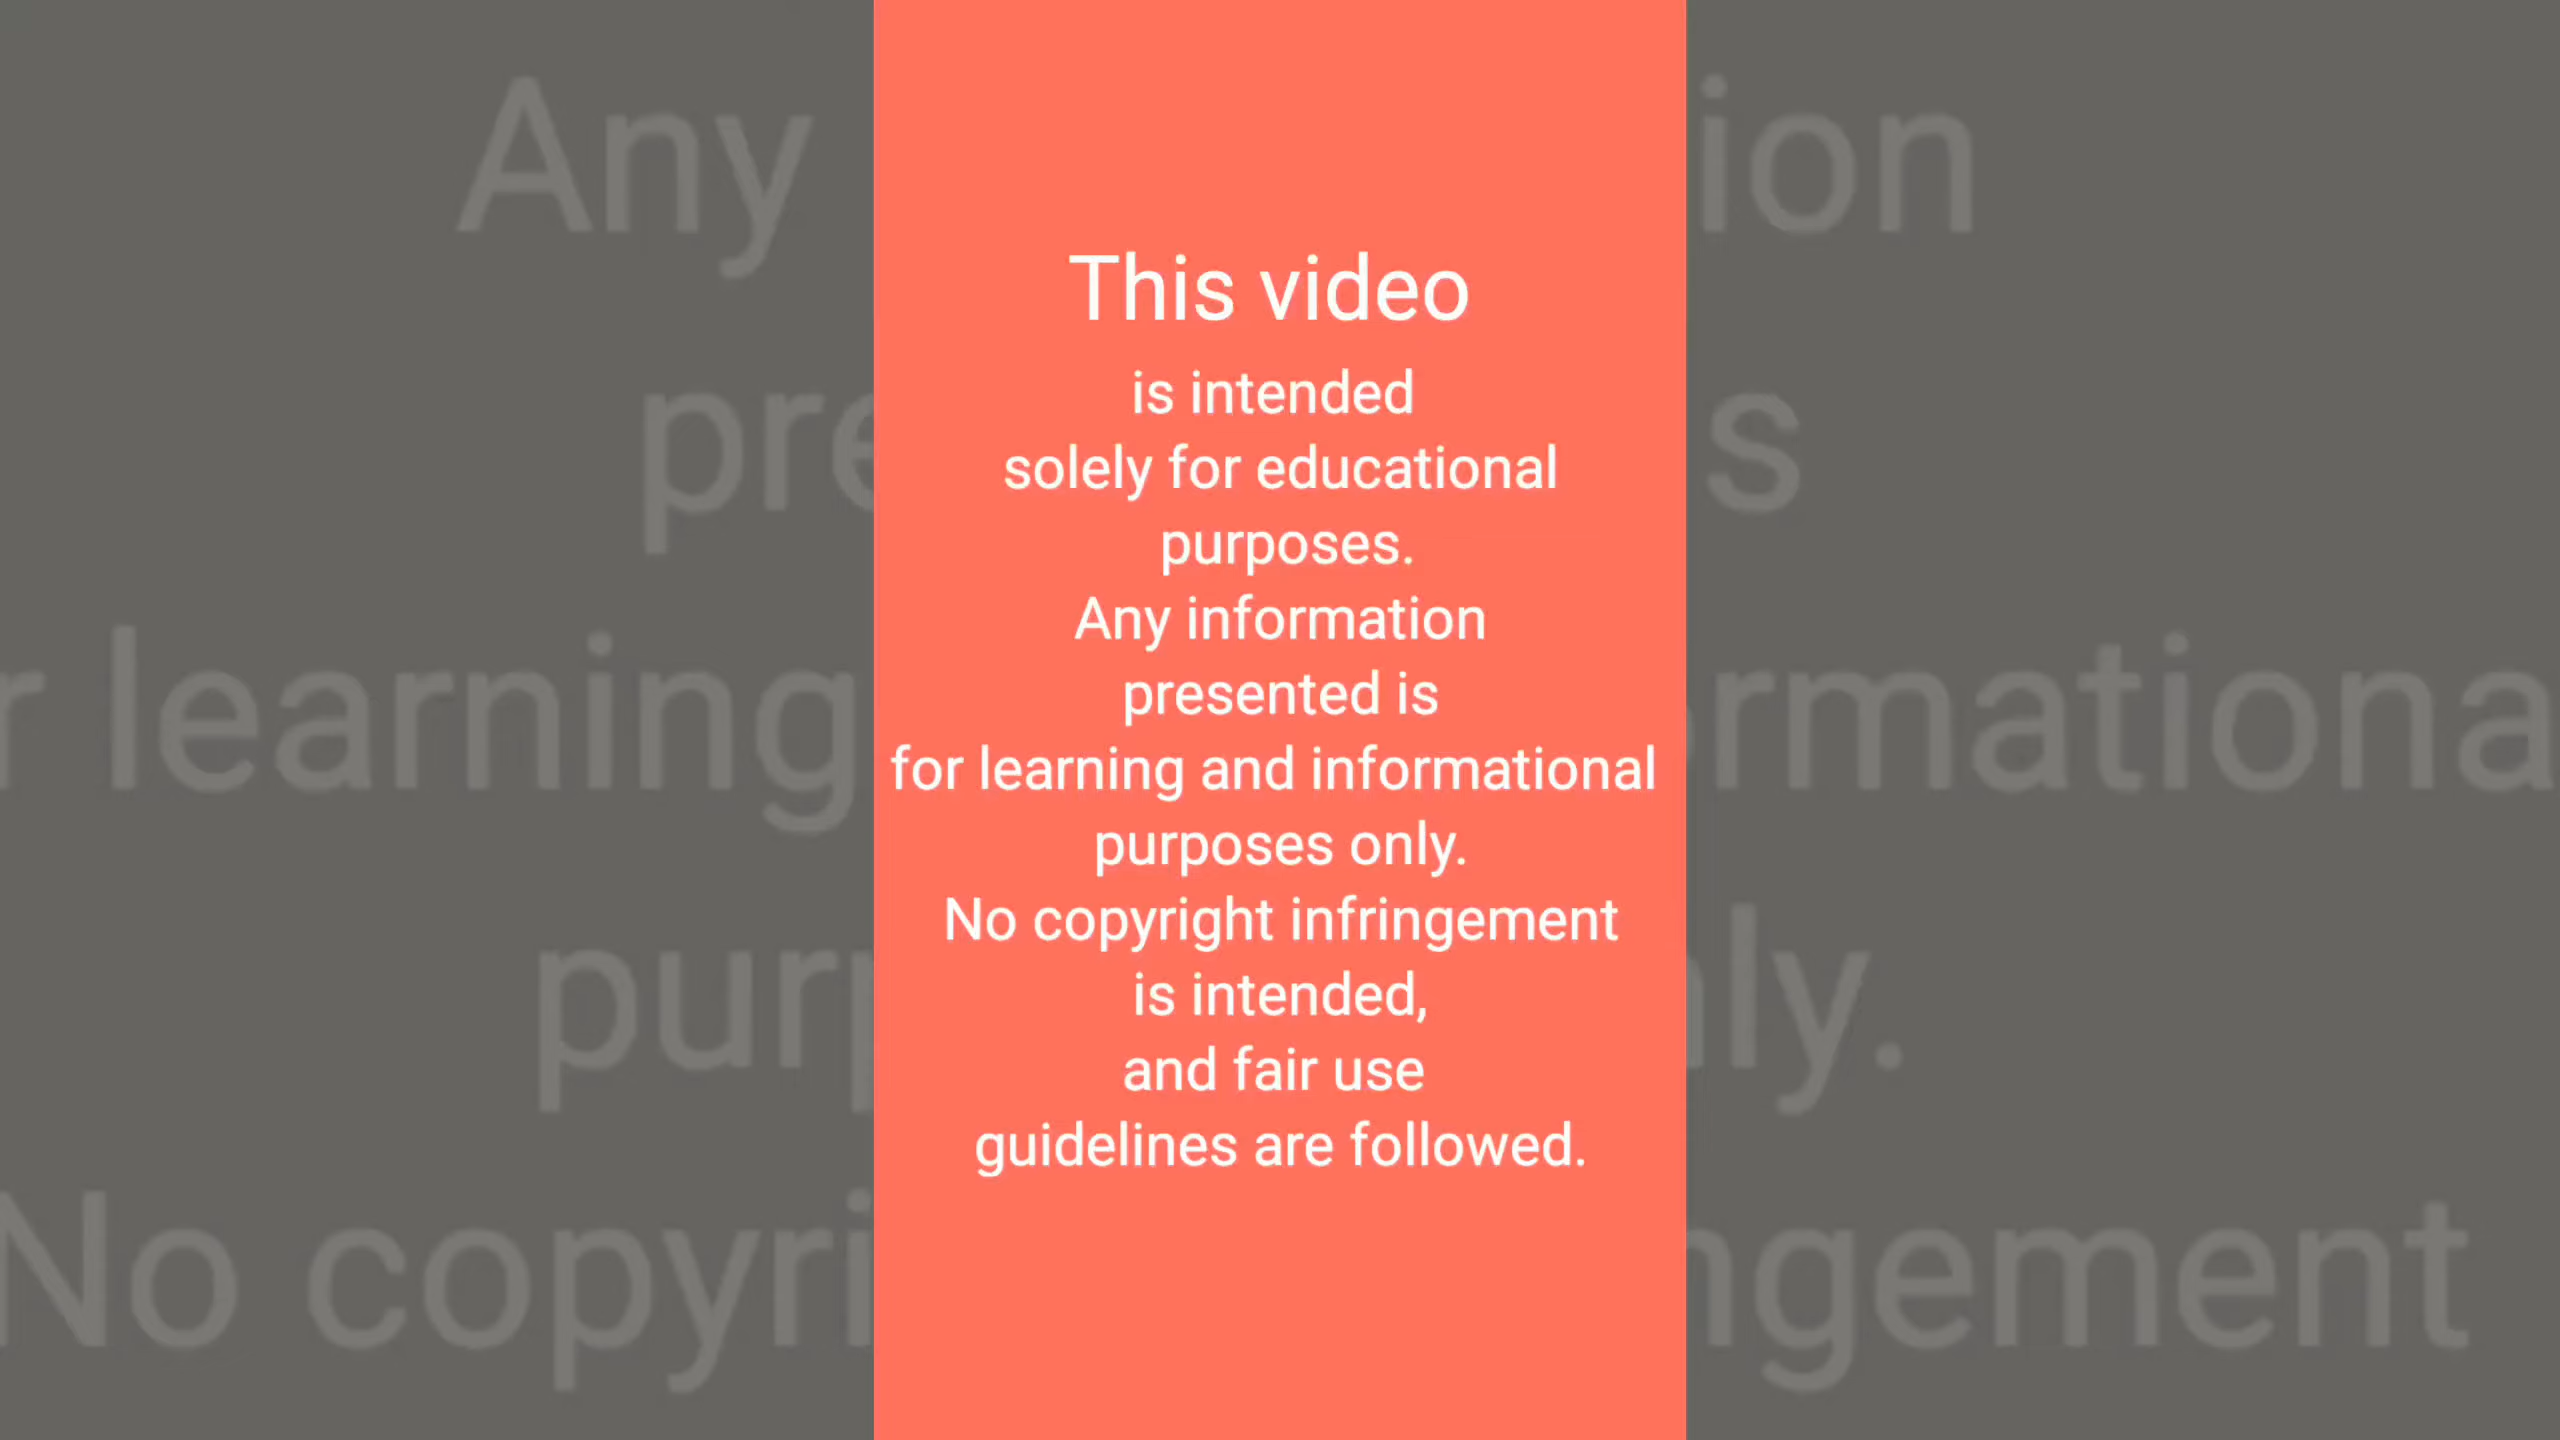 This video
is intended
solely for educational
purposes.
Any information
presented is
for learning and informational
purposes only.
No copyright infringement
is intended,
and fair use
guidelines are followed.